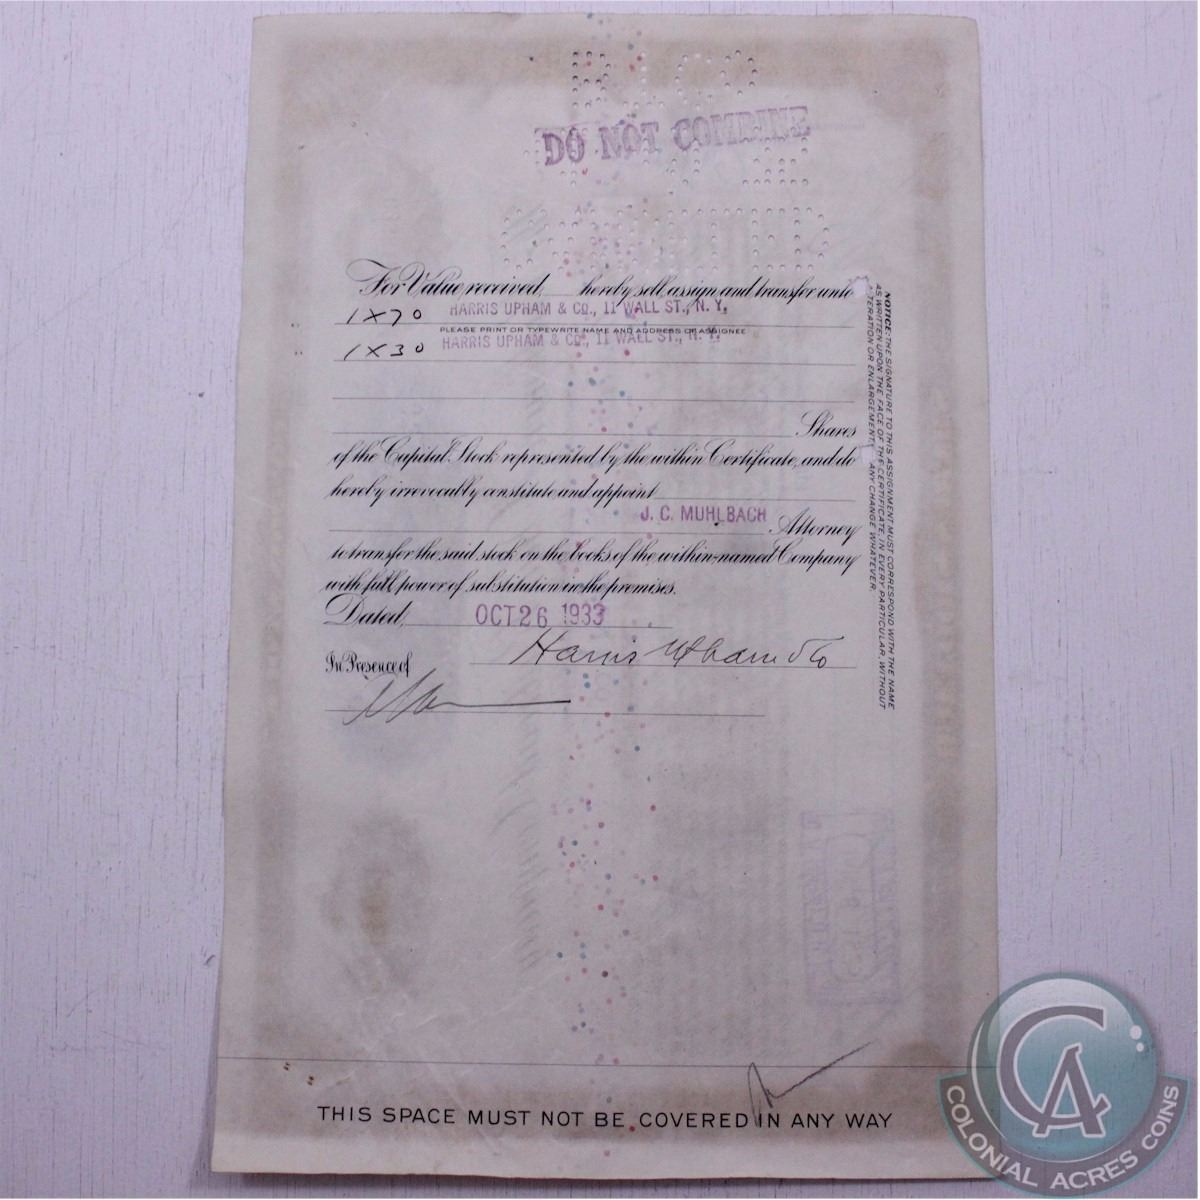 DO NOT COMBINE
For Value received, hereby sell, assign and transfer unto
1 X 70 HARRIS UPHAM & CO., 11 WALL ST., N. Y.
PLEASE PRINT OR TYPEWRITE NAME AND ADDRESS OF ASSIGNEE
1 X 30 HARRIS UPHAM & CO., 11 WALL ST., N. Y.
Shares
of the Capital Stock represented by the within Certificate, and do
hereby irrevocably constitute and appoint
J. C. MUHLBACH Attorney
to transfer the said stock on the books of the within-named Company
with full power of substitution in the premises.
Dated, OCT 26 1933
Harris Upham & Co
In Presence of
NOTICE: THE SIGNATURE TO THIS ASSIGNMENT MUST CORRESPOND WITH THE NAME
AS WRITTEN UPON THE FACE OF THE CERTIFICATE, IN EVERY PARTICULAR, WITHOUT
ALTERATION OR ENLARGEMENT, ANY CHANGE WHATEVER.
THIS SPACE MUST NOT BE COVERED IN ANY WAY
CA
COLONIAL ACRES COINS